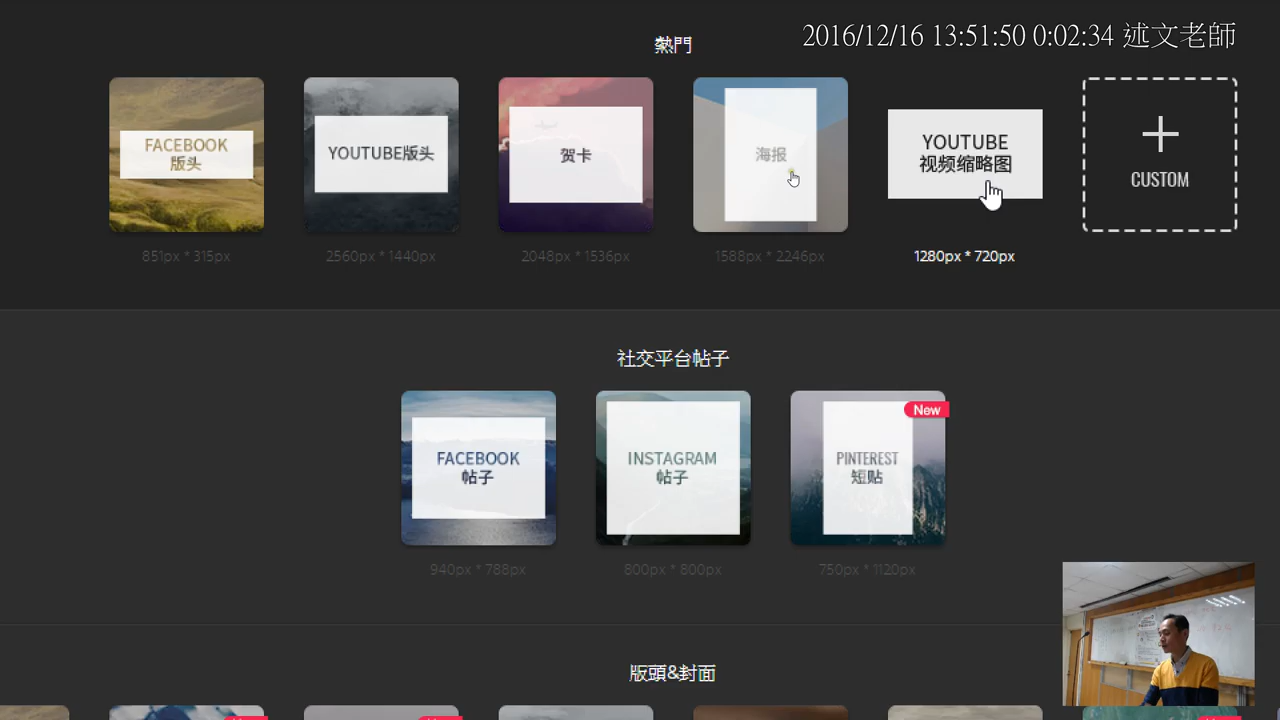 2016/12/16 13:51:50 0:02:34 述文老師
熱門
FACEBOOK
版头
YOUTUBE版头
贺卡
海报
YOUTUBE
视频缩略图
CUSTOM
851px * 315px
2560px * 1440px
2048px * 1536px
1588px * 2246px
1280px * 720px
社交平台帖子
FACEBOOK
帖子
INSTAGRAM
帖子
New
PINTEREST
短贴
940px * 788px
800px * 800px
750px * 1120px
版頭&封面